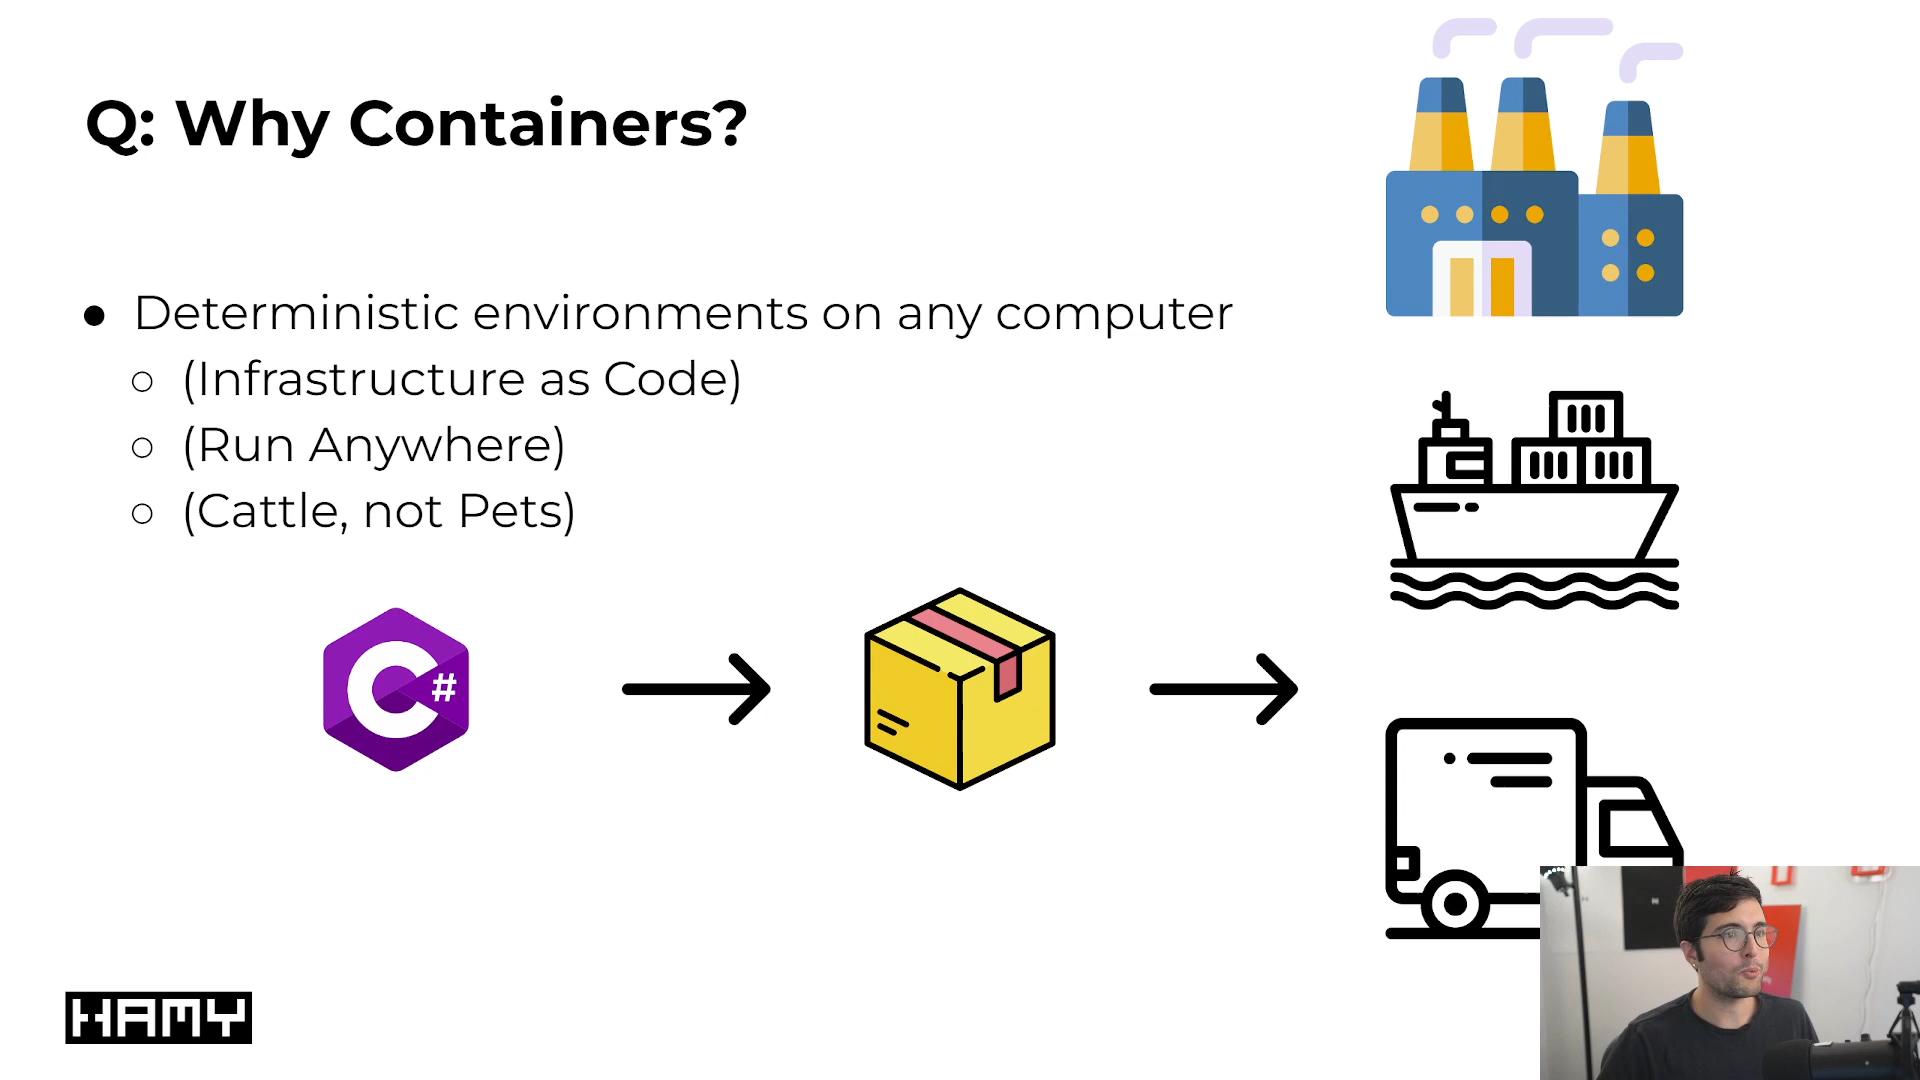 Q: Why Containers?
● Deterministic environments on any computer
○ (Infrastructure as Code)
○ (Run Anywhere)
○ (Cattle, not Pets)
C#
HAMY